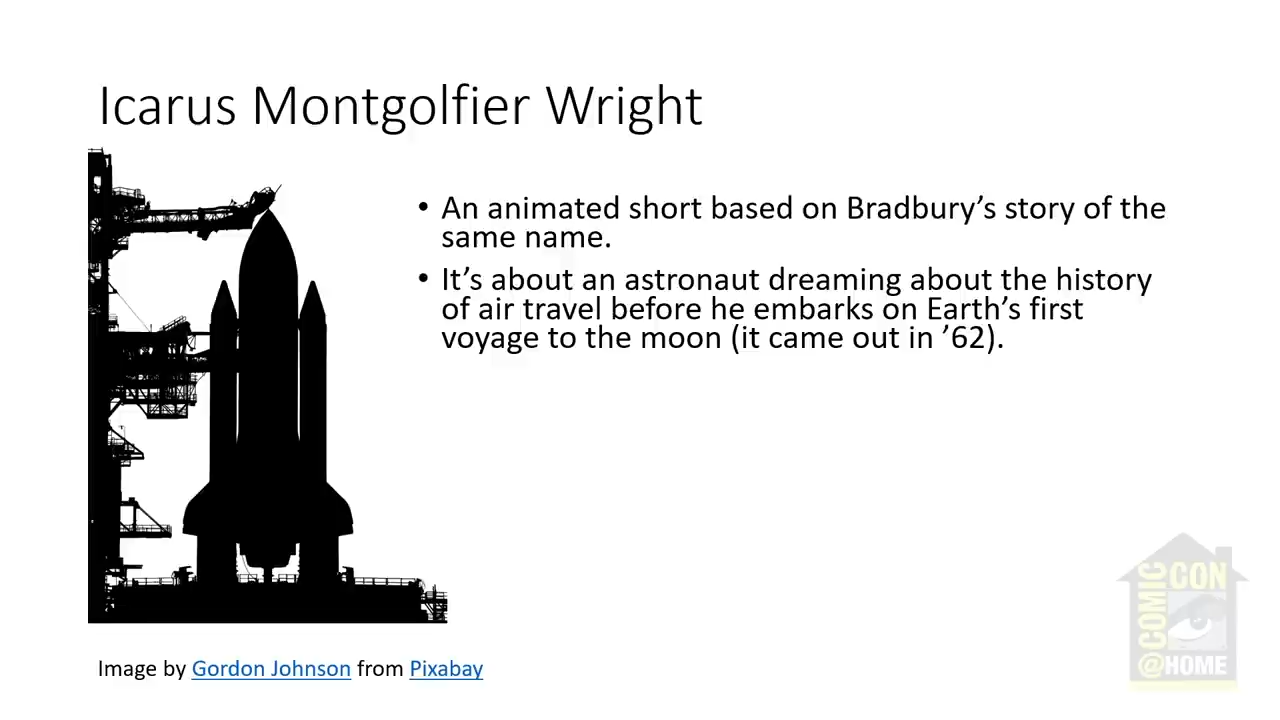 Icarus Montgolfier Wright
• An animated short based on Bradbury’s story of the
same name.
• It’s about an astronaut dreaming about the history
of air travel before he embarks on Earth’s first
voyage to the moon (it came out in ’62).
Image by Gordon Johnson from Pixabay
COMIC
CON
@HOME